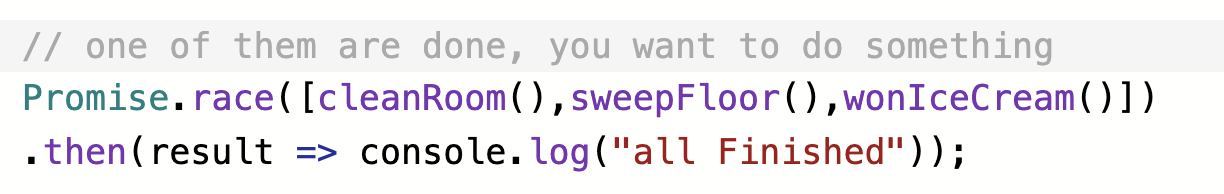 // one of them are done, you want to do something
Promise.race([cleanRoom(),sweepFloor(),wonIceCream()])
.then(result => console.log("all Finished"));